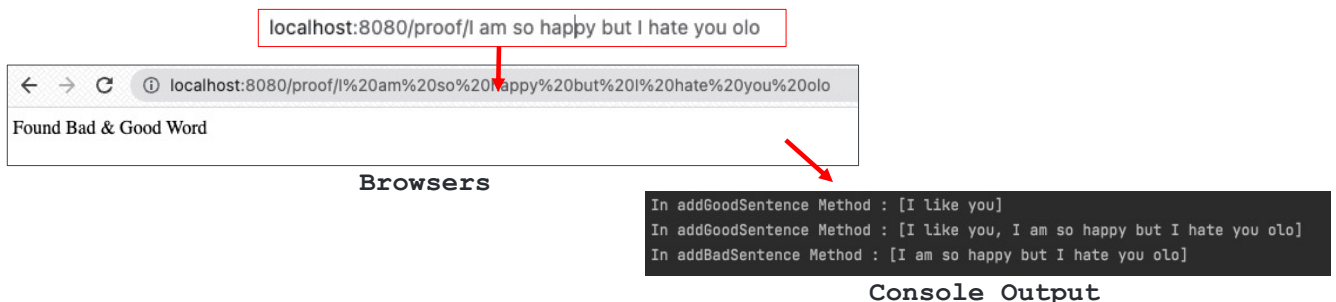 localhost:8080/proof/I am so happy but I hate you olo
localhost:8080/proof/I%20am%20so%20happy%20but%20I%20hate%20you%20olo
Found Bad & Good Word
Browsers
In addGoodSentence Method : [I like you]
In addGoodSentence Method : [I like you, I am so happy but I hate you olo]
In addBadSentence Method : [I am so happy but I hate you olo]
Console Output